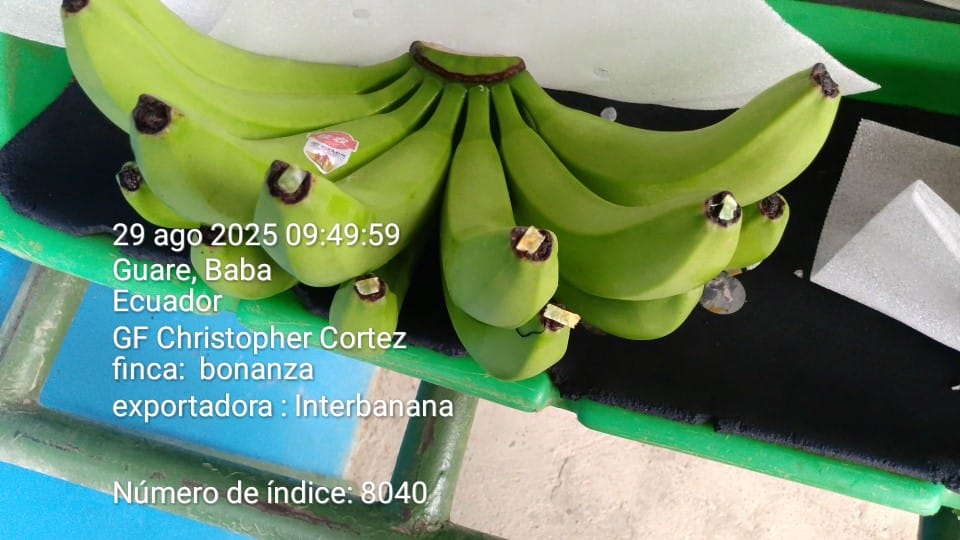 29 ago 2025 09:49:59
Guare, Baba
Ecuador
GF Christopher Cortez
finca:  bonanza
exportadora : Interbanana
Número de índice: 8040